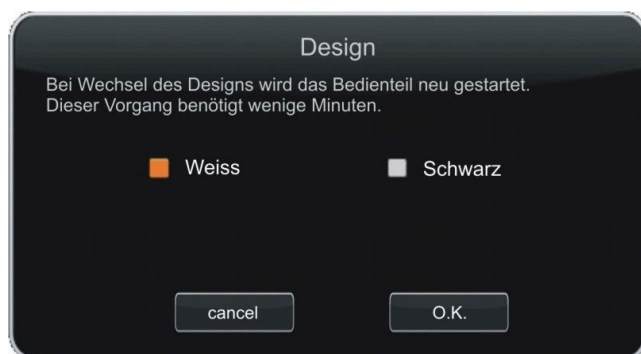 Design
Bei Wechsel des Designs wird das Bedienteil neu gestartet.
Dieser Vorgang benötigt wenige Minuten.
Weiss Schwarz
cancel O.K.